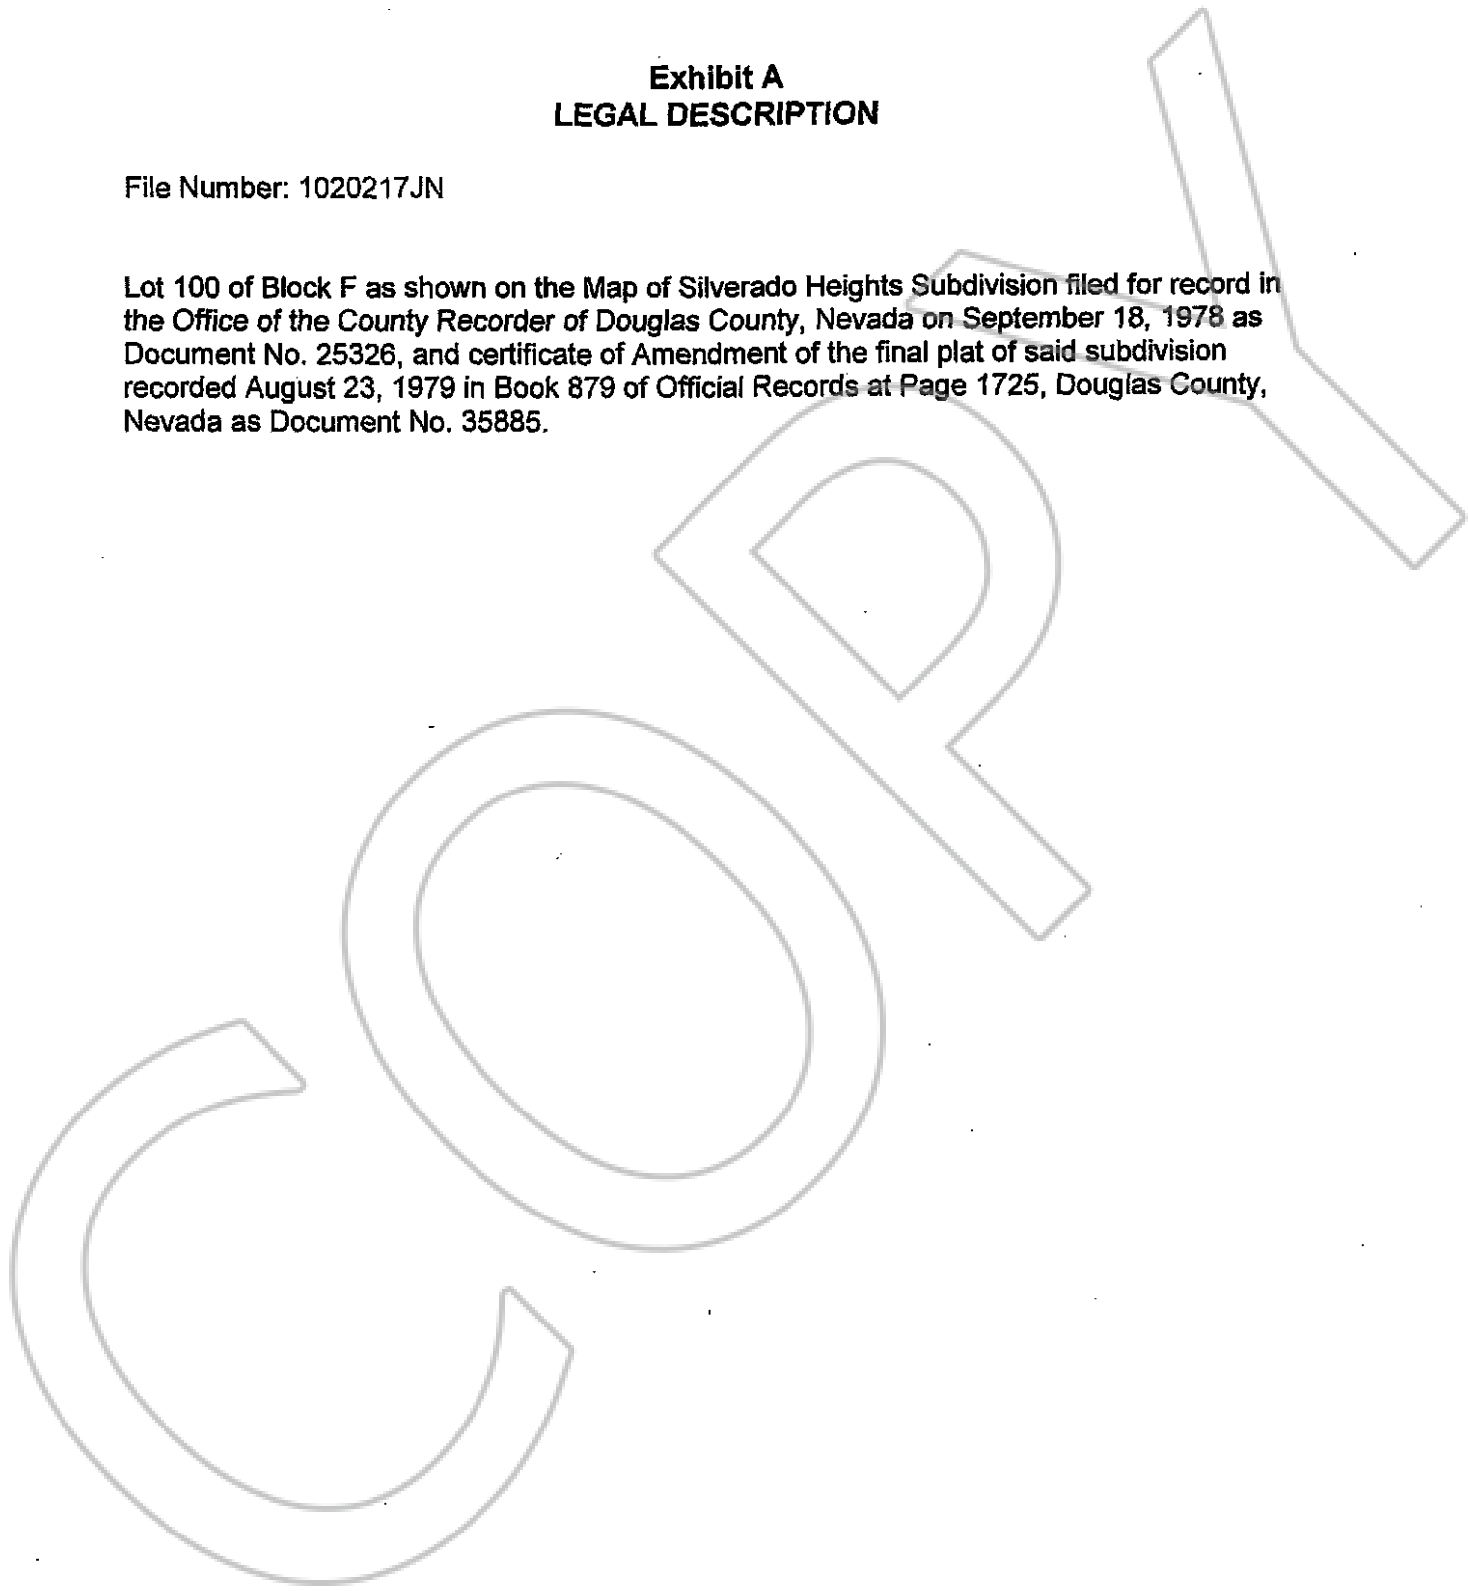 Exhibit A
LEGAL DESCRIPTION
File Number: 1020217JN
Lot 100 of Block F as shown on the Map of Silverado Heights Subdivision filed for record in
the Office of the County Recorder of Douglas County, Nevada on September 18, 1978 as
Document No. 25326, and certificate of Amendment of the final plat of said subdivision
recorded August 23, 1979 in Book 879 of Official Records at Page 1725, Douglas County,
Nevada as Document No. 35885.
COPY